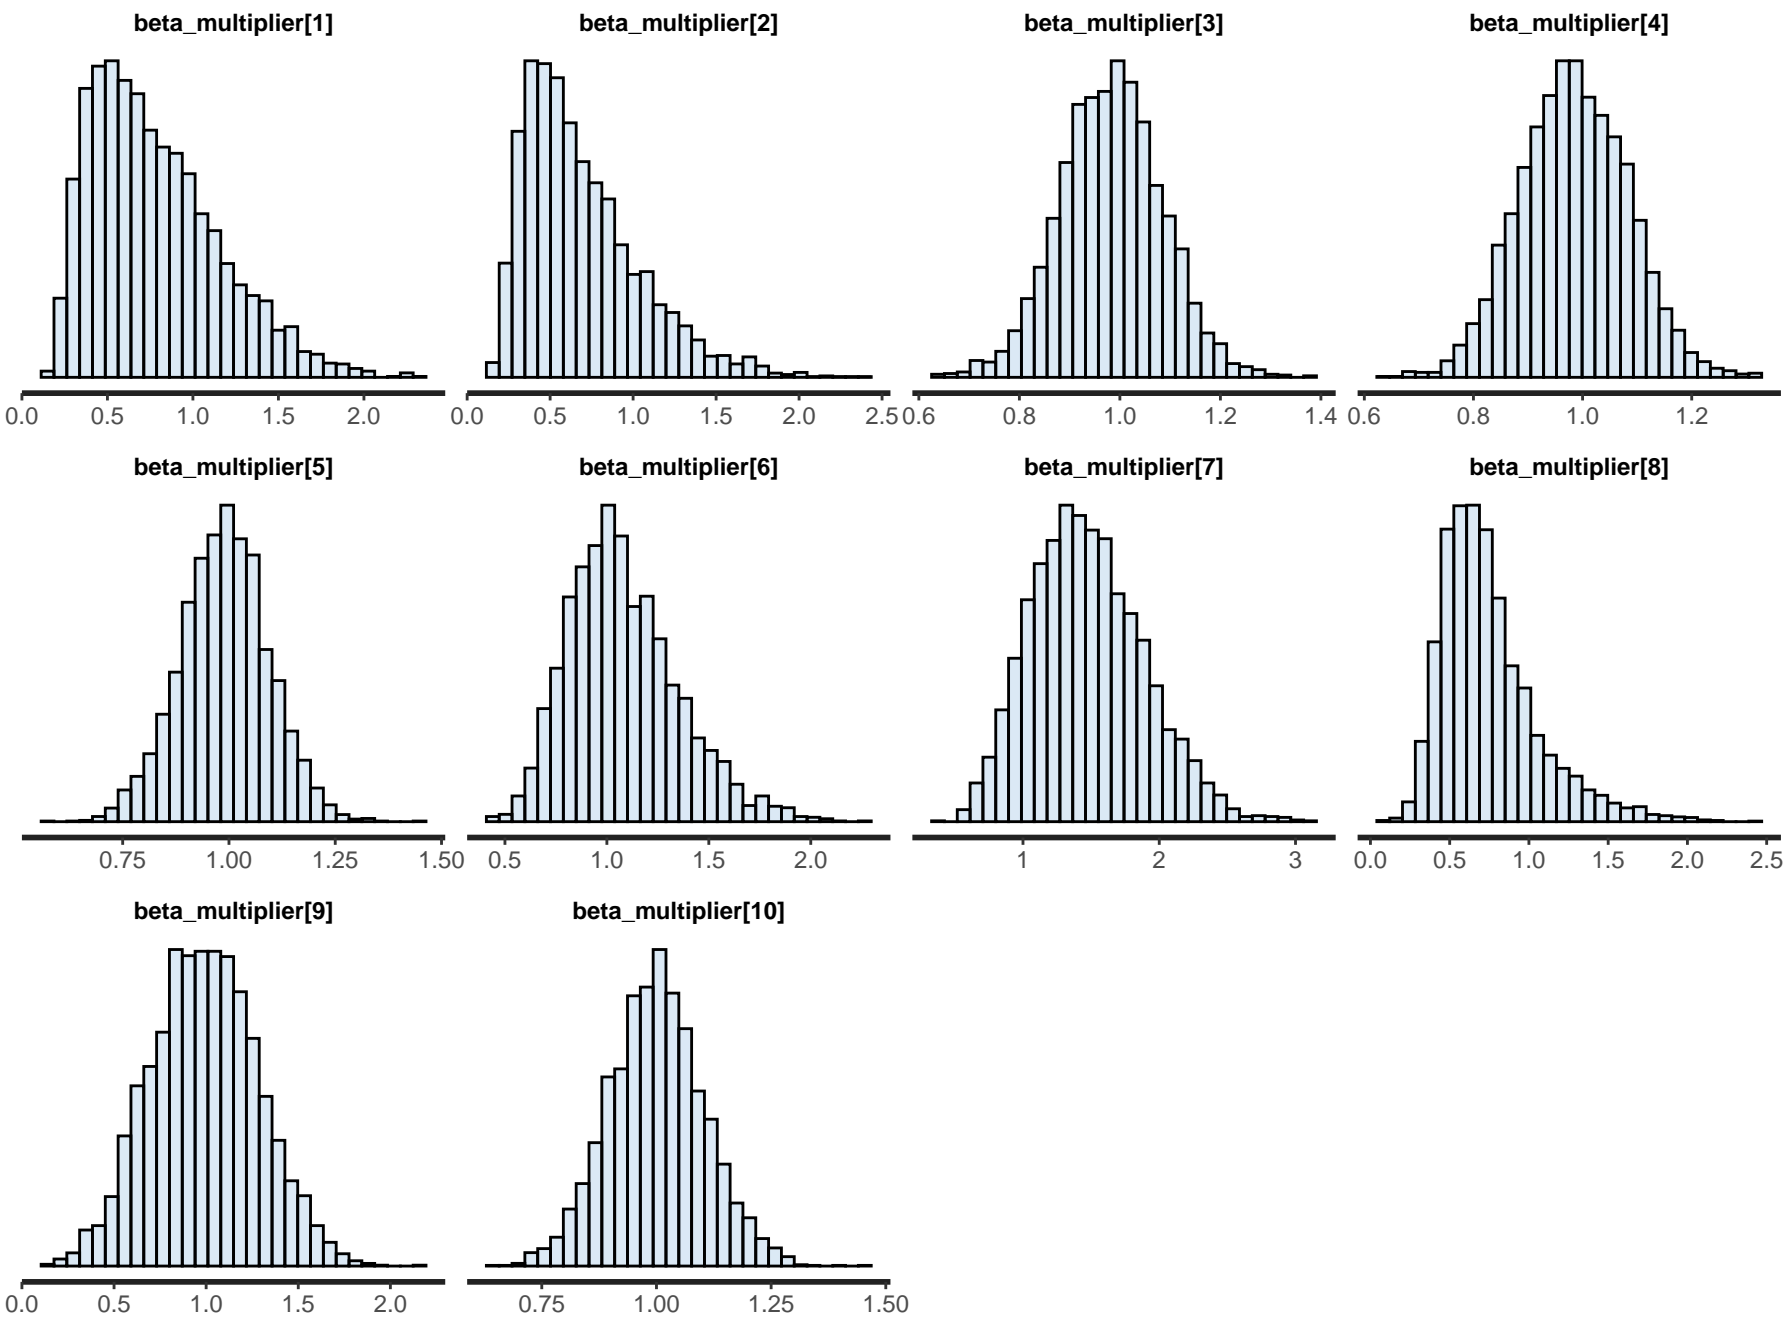 beta_multiplier[1] beta_multiplier[2] beta_multiplier[3] beta_multiplier[4]
0.0 0.5 1.0 1.5 2.0 0.0 0.5 1.0 1.5 2.0 2.5 0.6 0.8 1.0 1.2 1.4 0.6 0.8 1.0 1.2
beta_multiplier[5] beta_multiplier[6] beta_multiplier[7] beta_multiplier[8]
0.75 1.00 1.25 1.50 0.5 1.0 1.5 2.0 1 2 3 0.0 0.5 1.0 1.5 2.0 2.5
beta_multiplier[9] beta_multiplier[10]
0.0 0.5 1.0 1.5 2.0 0.75 1.00 1.25 1.50